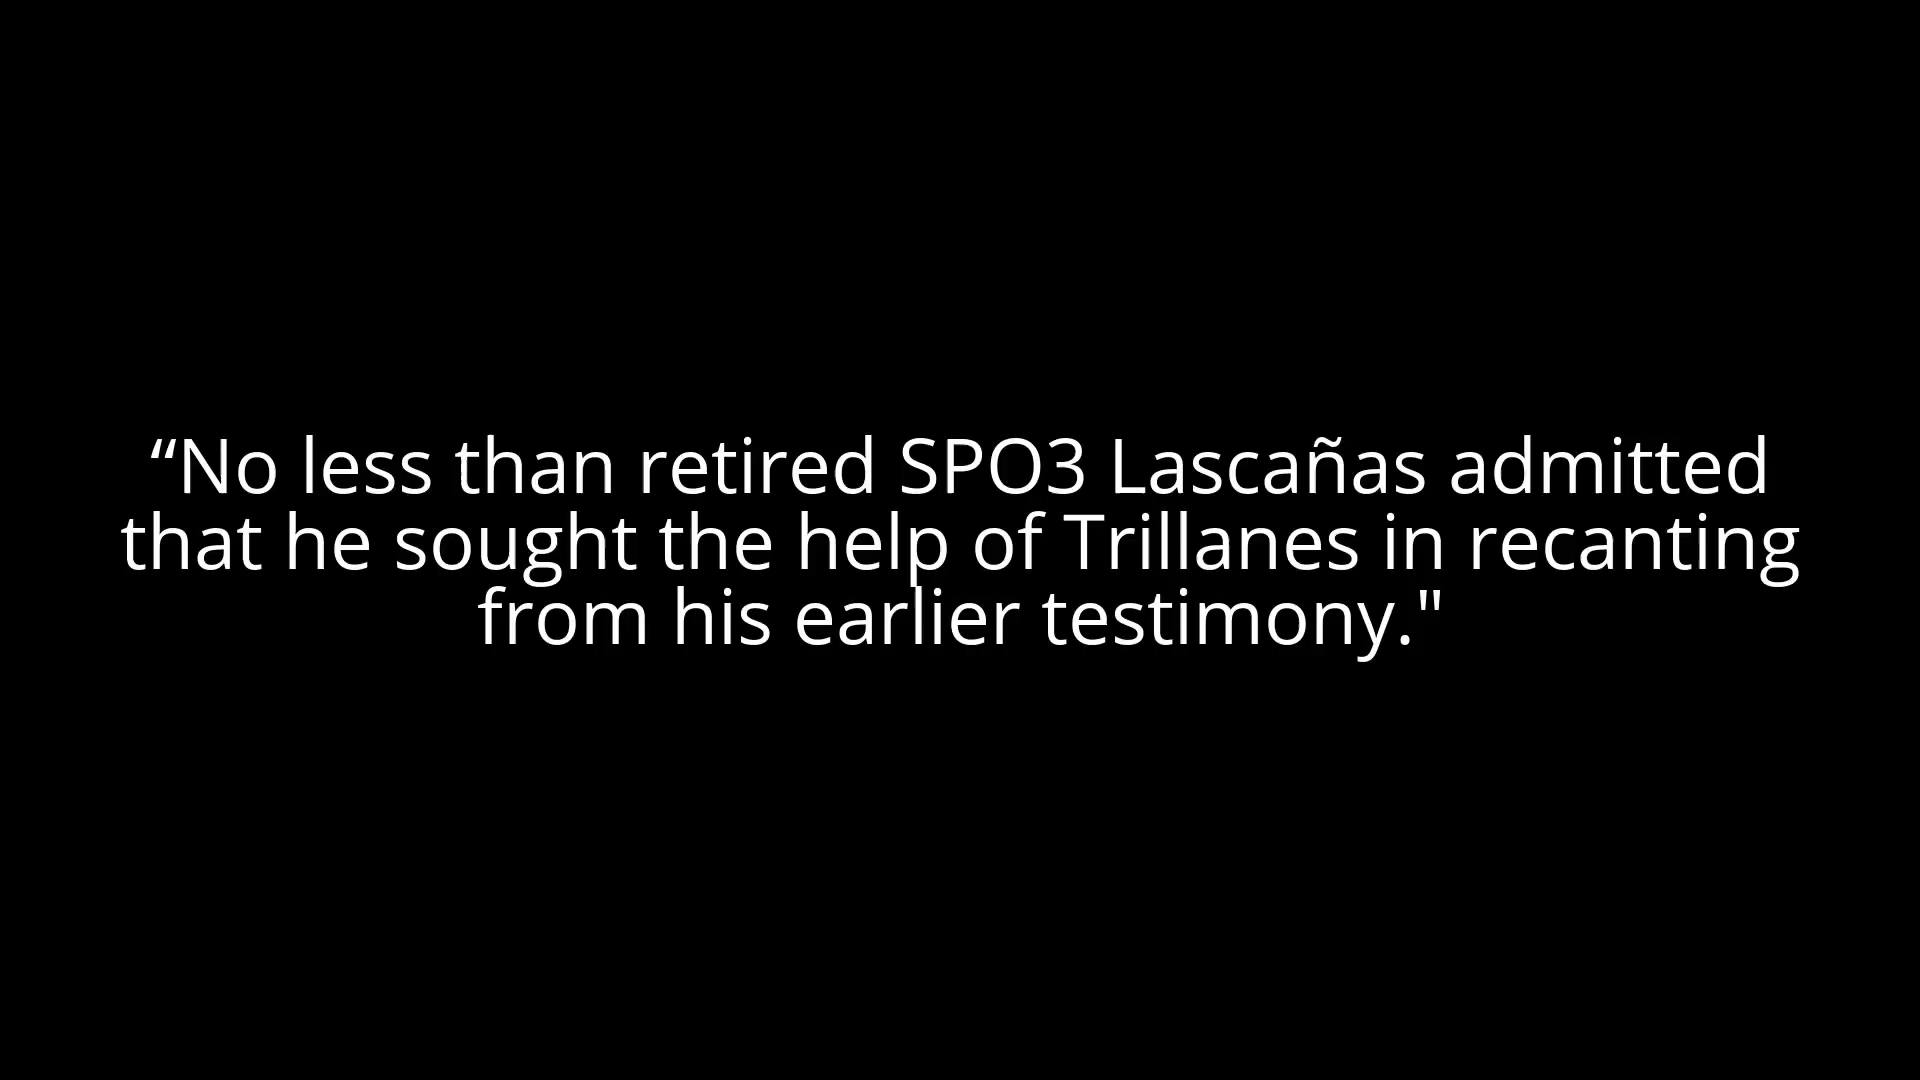 “No less than retired SPO3 Lascañas admitted
that he sought the help of Trillanes in recanting
from his earlier testimony."